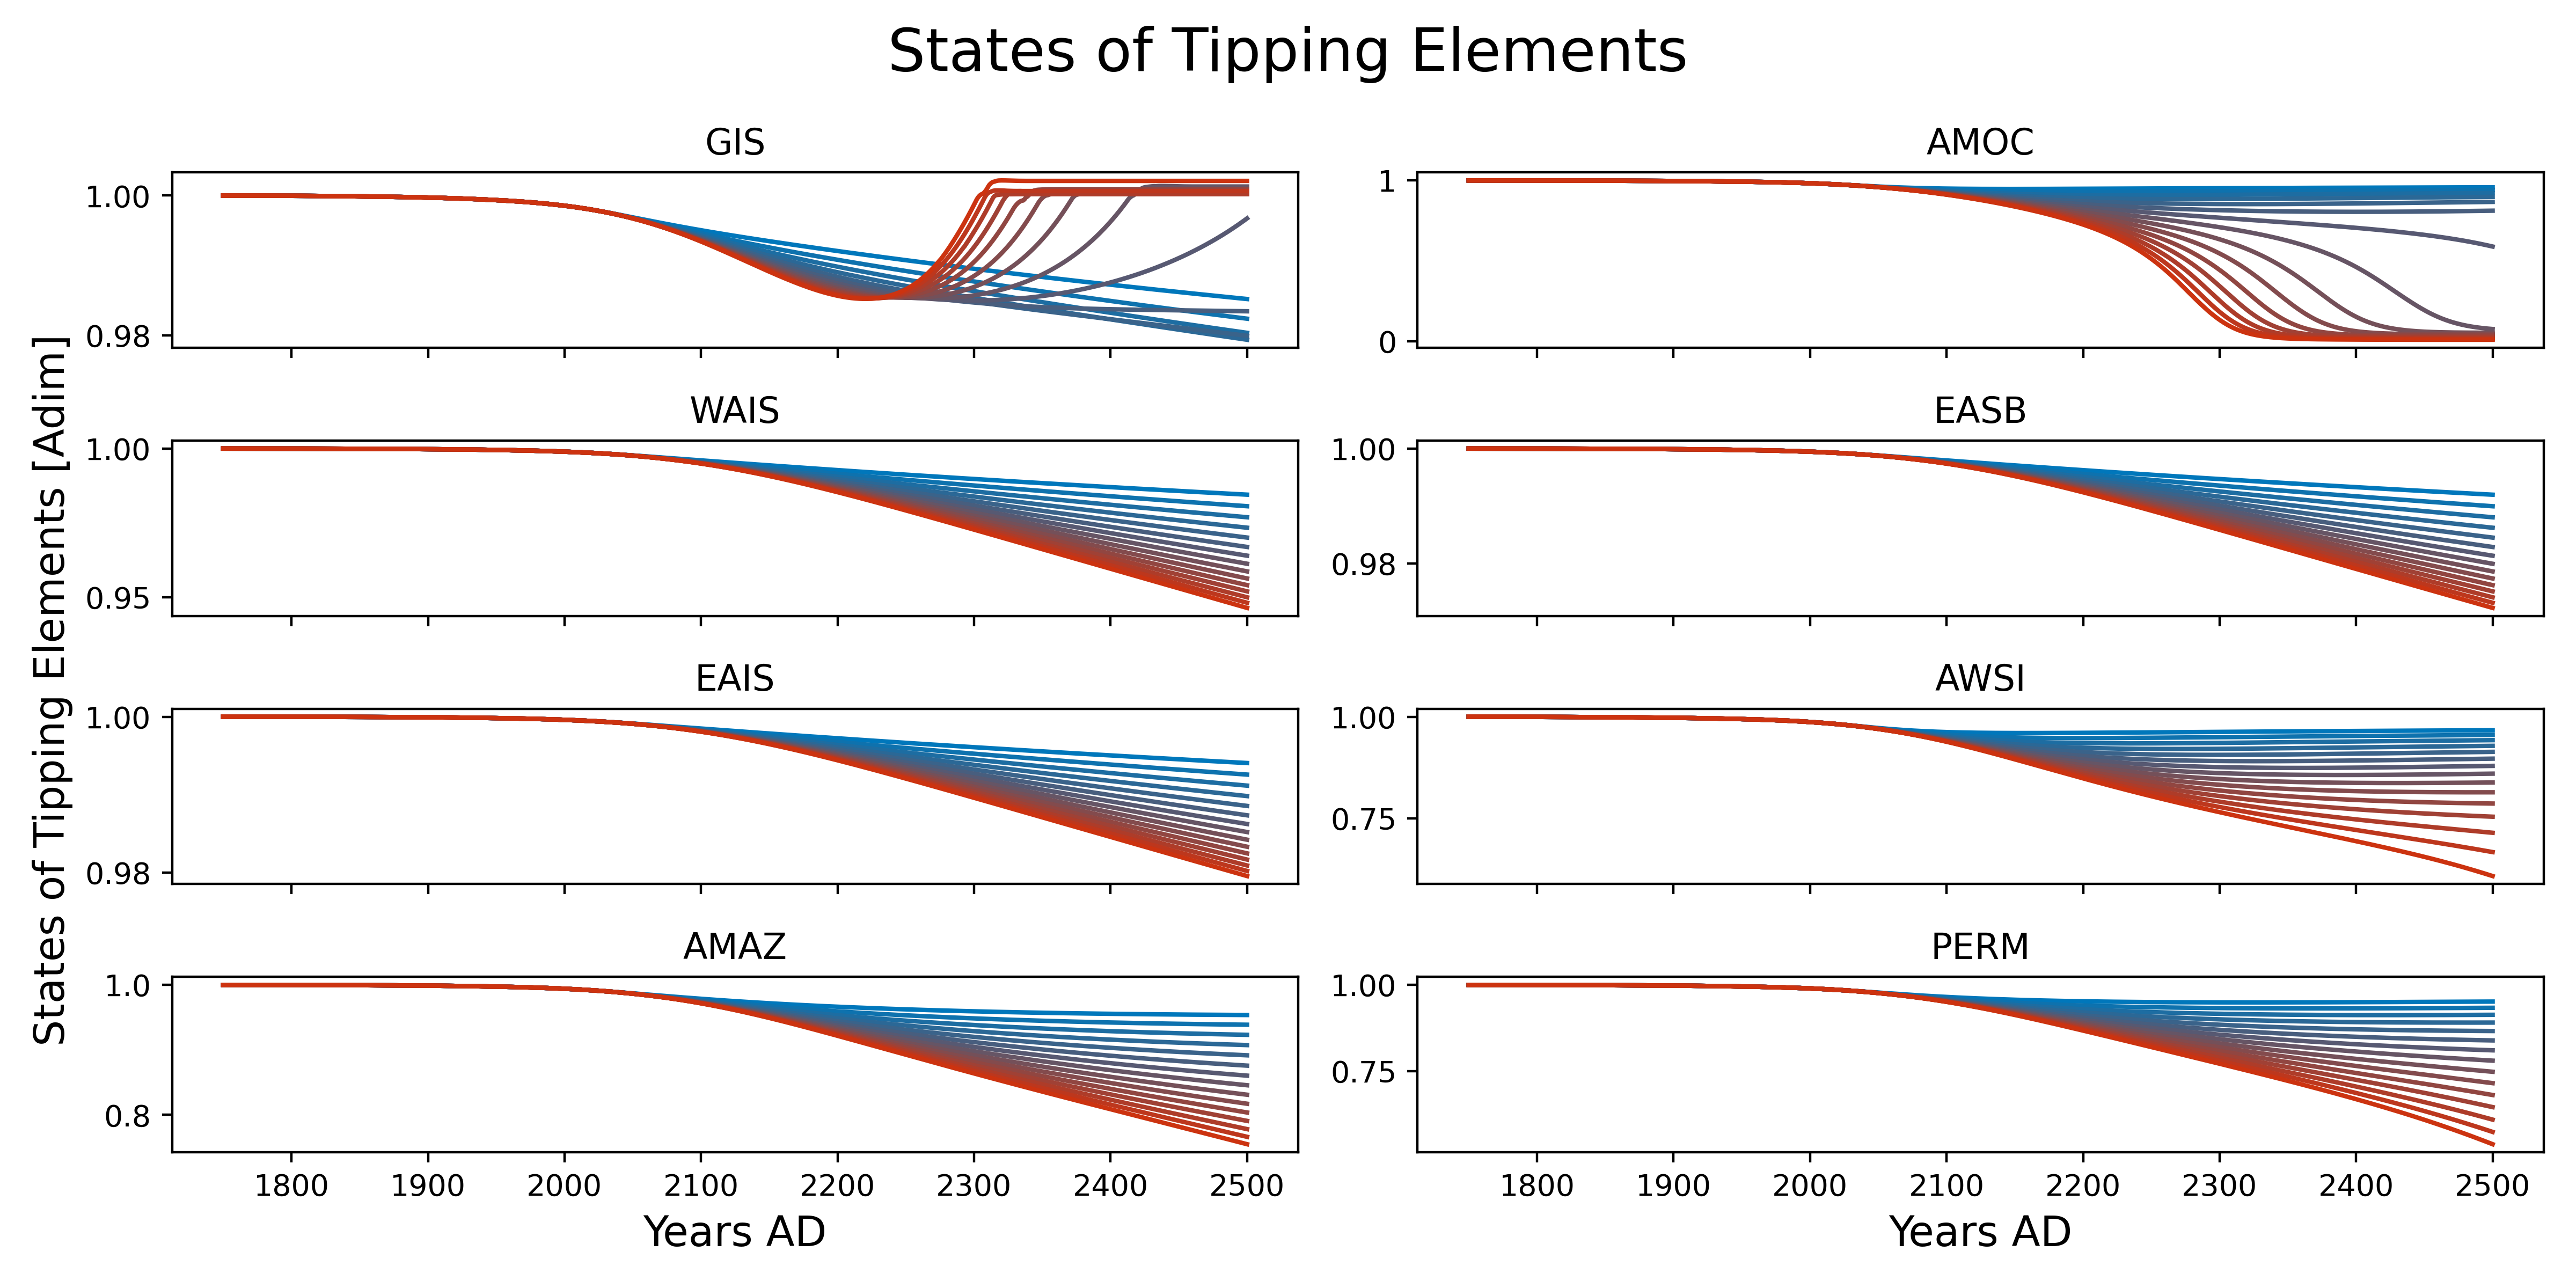 States of Tipping Elements
GIS
AMOC
1.00
0.98
1
0
WAIS
EASB
1.00
0.95
1.00
0.98
EAIS
AWSI
1.00
0.98
1.00
0.75
AMAZ
PERM
1.0
0.8
1.00
0.75
1800 1900 2000 2100 2200 2300 2400 2500
1800 1900 2000 2100 2200 2300 2400 2500
Years AD
Years AD
States of Tipping Elements [Adim]